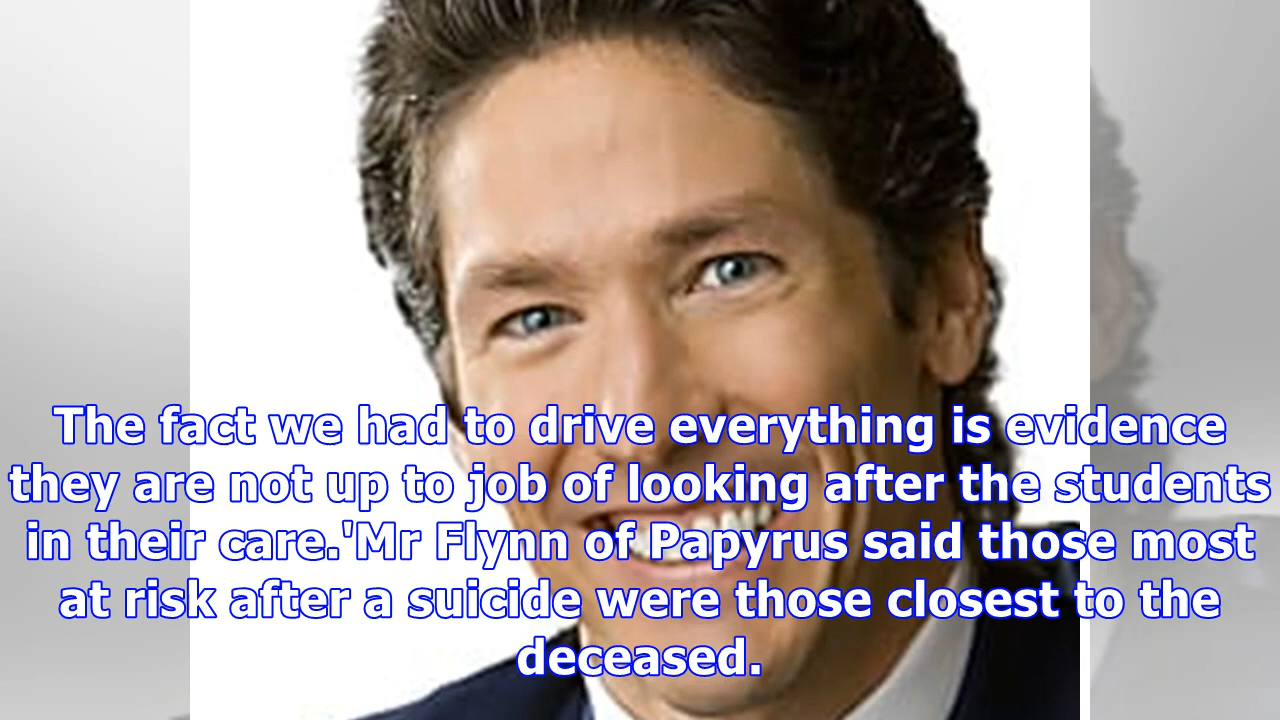 The fact we had to drive everything is evidence
they are not up to job of looking after the students
in their care.'Mr Flynn of Papyrus said those most
at risk after a suicide were those closest to the
deceased.